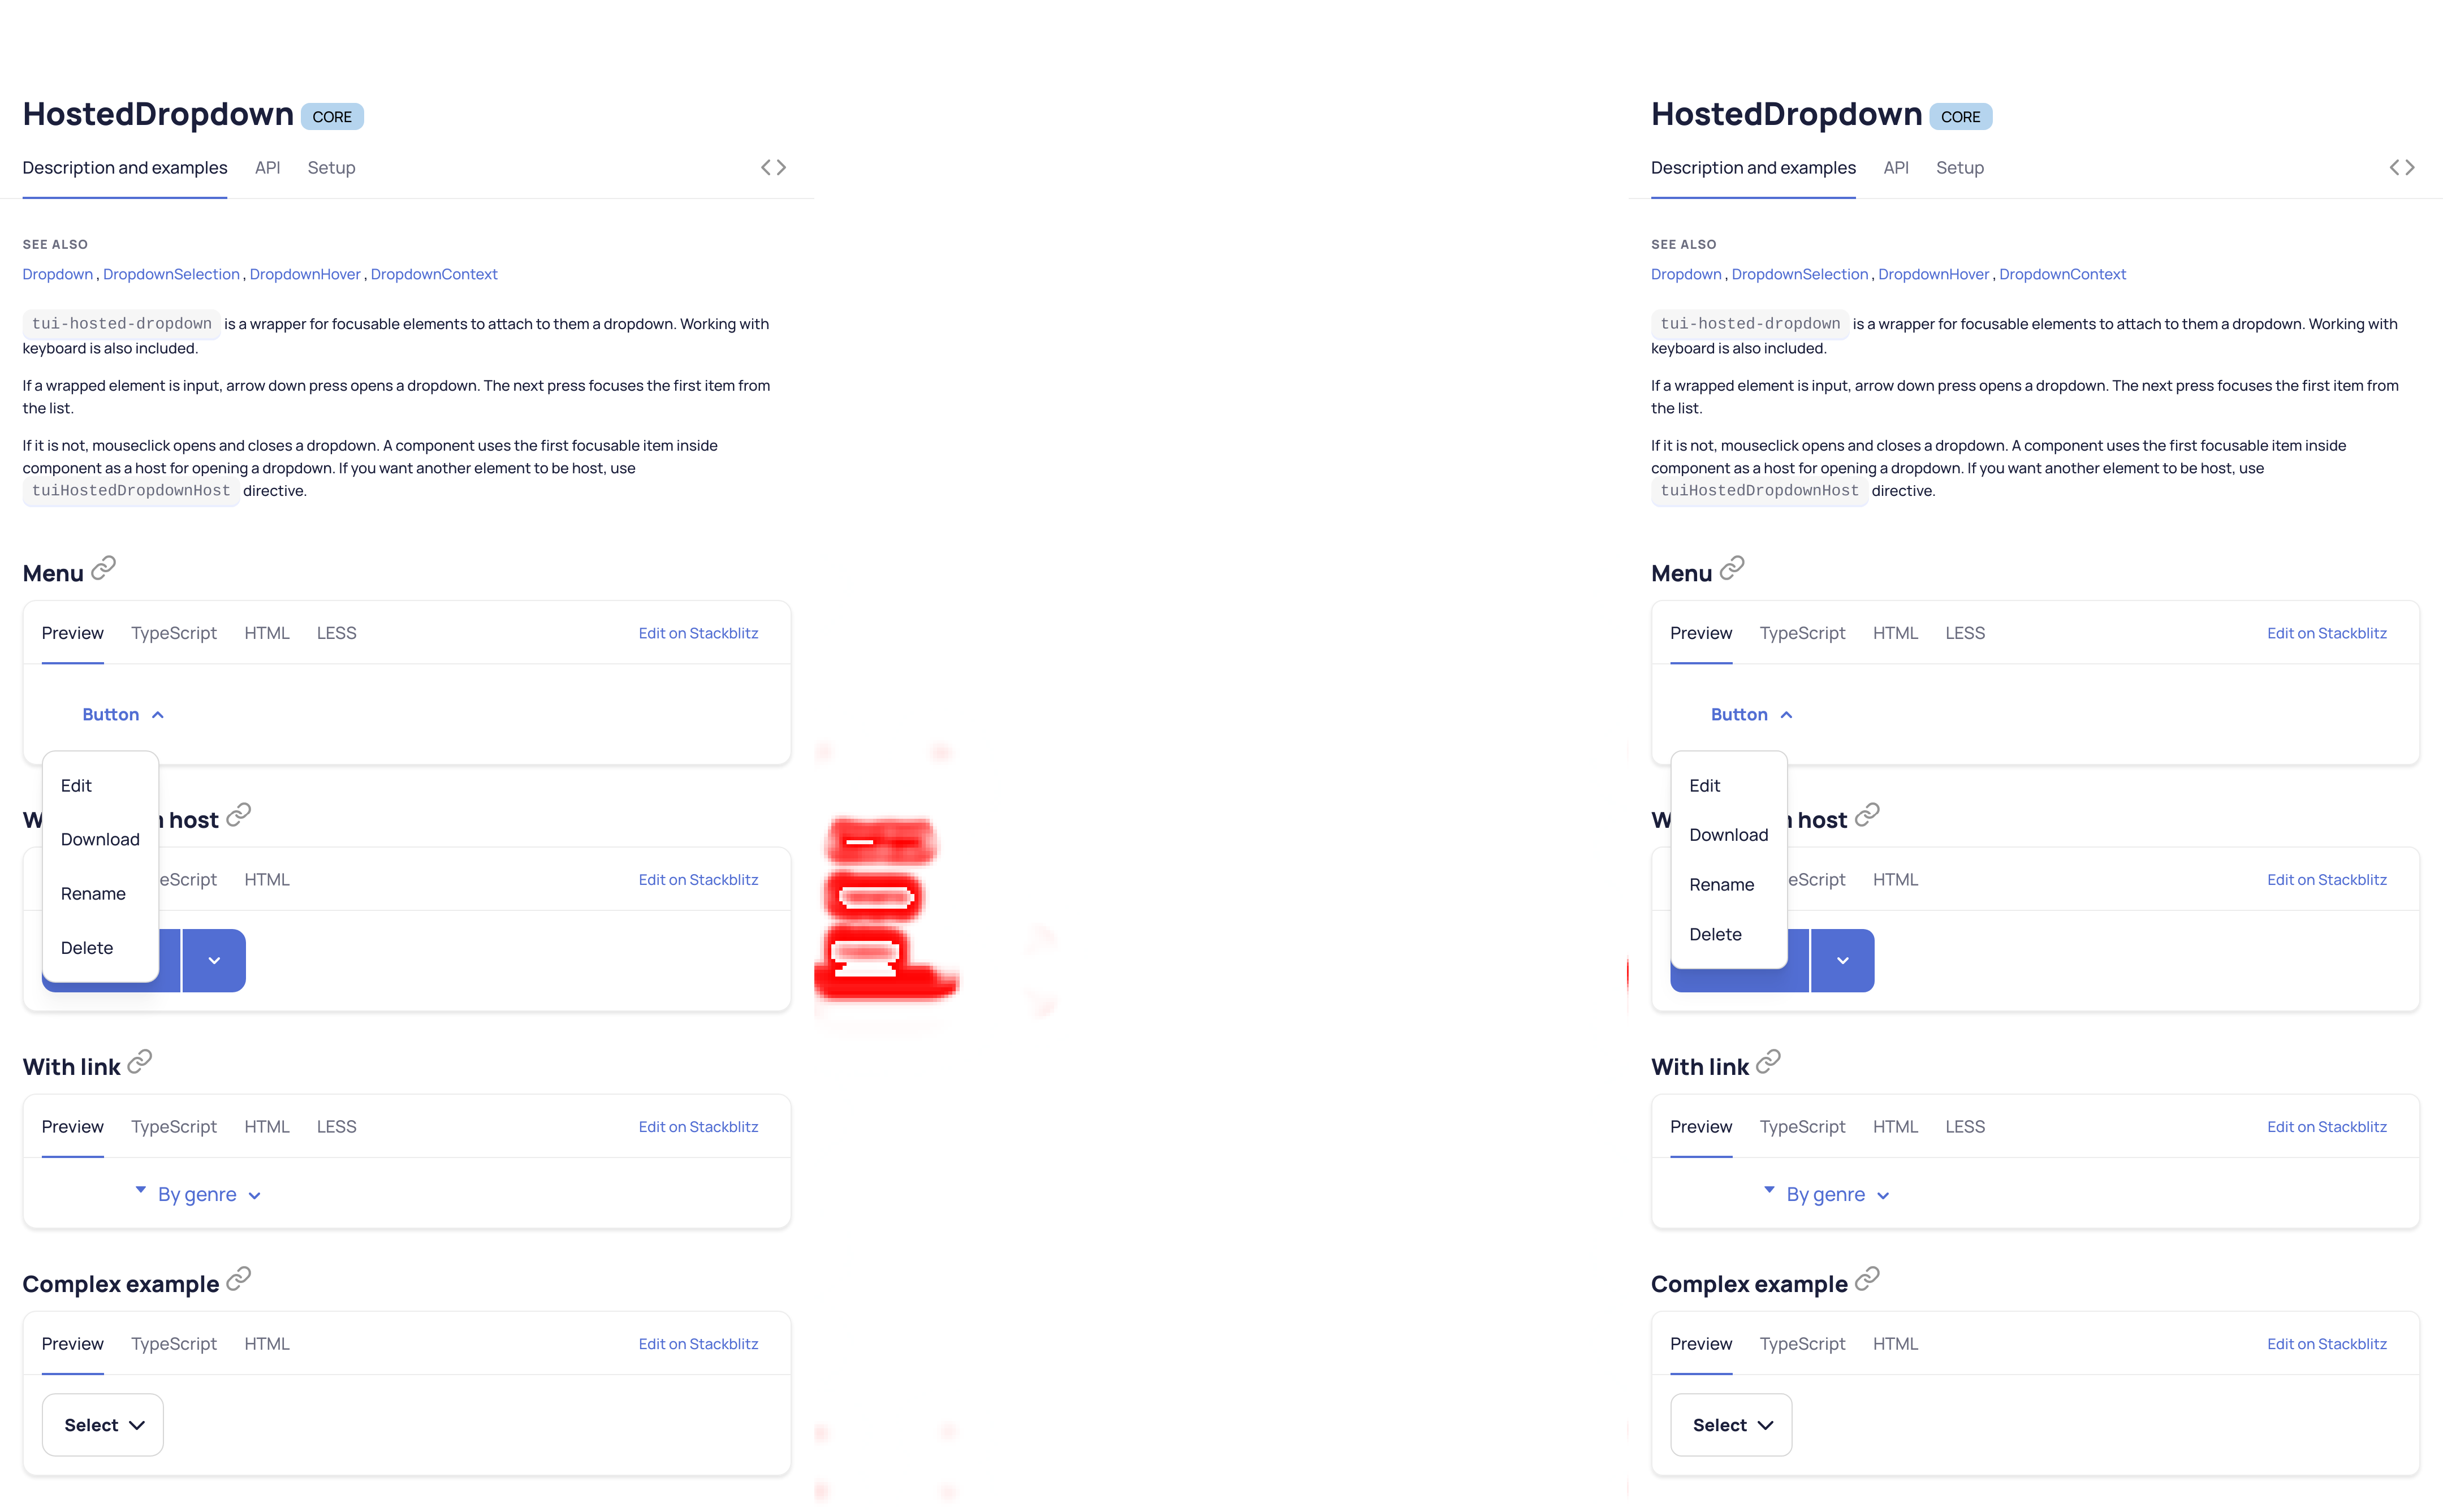 HostedDropdown CORE
Description and examples API Setup
SEE ALSO
Dropdown , DropdownSelection , DropdownHover , DropdownContext
tui-hosted-dropdown is a wrapper for focusable elements to attach to them a dropdown. Working with
keyboard is also included.
If a wrapped element is input, arrow down press opens a dropdown. The next press focuses the first item from
the list.
If it is not, mouseclick opens and closes a dropdown. A component uses the first focusable item inside
component as a host for opening a dropdown. If you want another element to be host, use
tuiHostedDropdownHost directive.
Menu
Preview TypeScript HTML LESS Edit on Stackblitz
Button
Edit
host
Download
HTML Edit on Stackblitz
Rename
Delete
With link
Preview TypeScript HTML LESS Edit on Stackblitz
By genre
Complex example
Preview TypeScript HTML Edit on Stackblitz
Select
HostedDropdown CORE
Description and examples API Setup
SEE ALSO
Dropdown , DropdownSelection , DropdownHover , DropdownContext
tui-hosted-dropdown is a wrapper for focusable elements to attach to them a dropdown. Working with
keyboard is also included.
If a wrapped element is input, arrow down press opens a dropdown. The next press focuses the first item from
the list.
If it is not, mouseclick opens and closes a dropdown. A component uses the first focusable item inside
component as a host for opening a dropdown. If you want another element to be host, use
tuiHostedDropdownHost directive.
Menu
Preview TypeScript HTML LESS Edit on Stackblitz
Button
Edit
host
Download
HTML Edit on Stackblitz
Rename
Delete
With link
Preview TypeScript HTML LESS Edit on Stackblitz
By genre
Complex example
Preview TypeScript HTML Edit on Stackblitz
Select